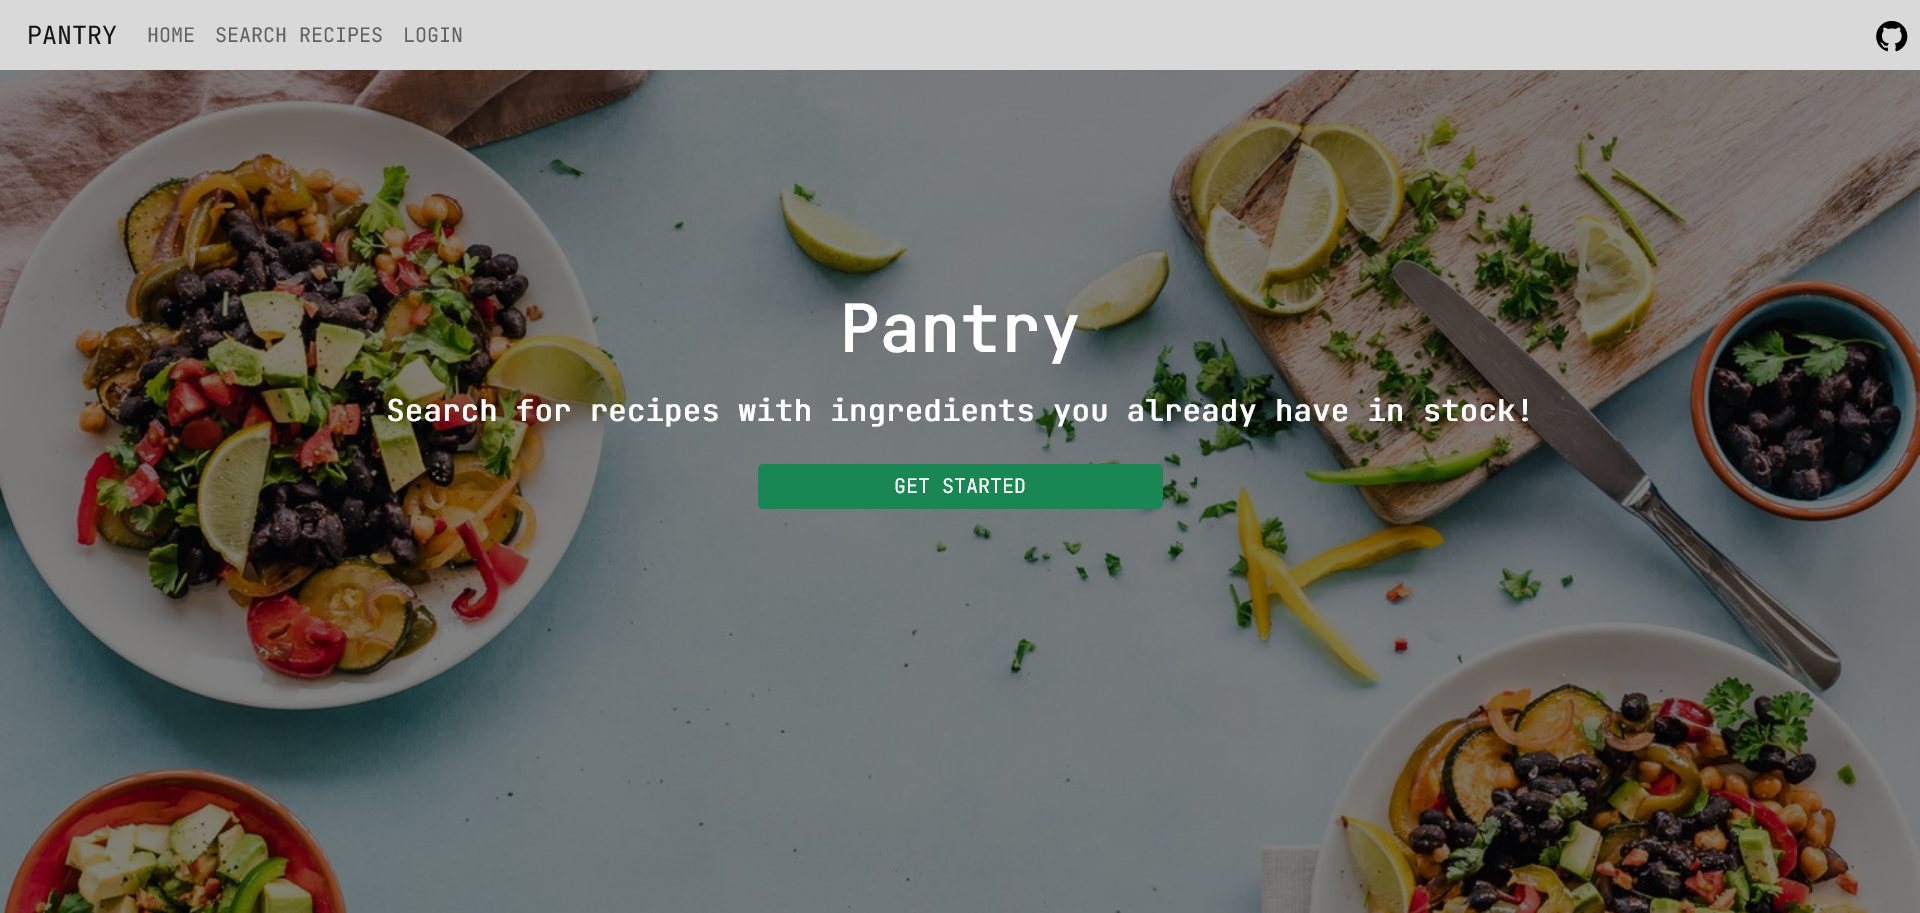 PANTRY HOME SEARCH RECIPES LOGIN
Pantry
Search for recipes with ingredients you already have in stock!
GET STARTED